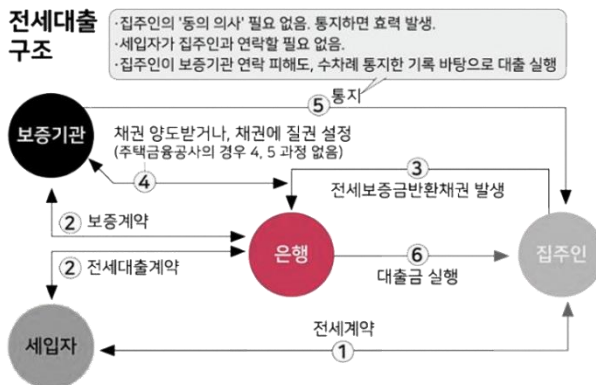 전세대출
구조
·집주인의 '동의 의사' 필요 없음. 통지하면 효력 발생.
·세입자가 집주인과 연락할 필요 없음.
·집주인이 보증기관 연락 피해도, 수차례 통지한 기록 바탕으로 대출 실행
⑤ 통지
보증기관
채권 양도받거나, 채권에 질권 설정
(주택금융공사의 경우 4, 5 과정 없음)
④
③
전세보증금반환채권 발생
② 보증계약
은행
⑥
대출금 실행
집주인
② 전세대출계약
세입자
전세계약
①